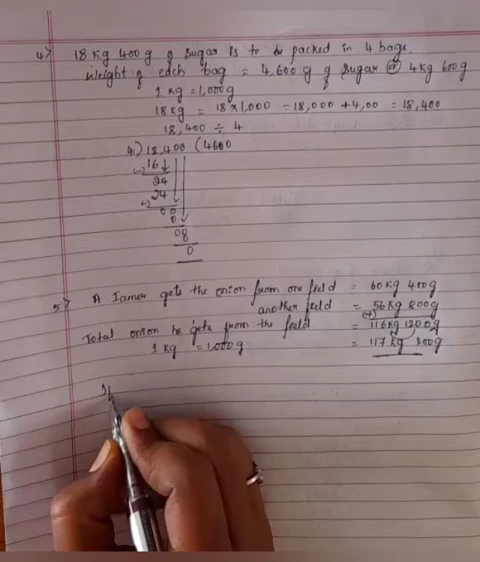 4) 18 Kg 400 g of sugar is to be packed in 4 bags.
Weight of each bag = 4,600 g of sugar (or) 4 Kg 600 g
1 Kg = 1,000 g
18 Kg = 18 x 1,000 = 18,000 + 4,00 = 18,400
18,400 ÷ 4
4) 18,400 (4600
(-) 16
24
(-) 24
00
0
0
0
5) A Farmer gets the onion from one field = 60 Kg 400 g
another field = 56 Kg 800 g
Total onion he gets from the field = (+) 116 Kg 1200 g
1 Kg = 1,000 g = 117 Kg 200 g